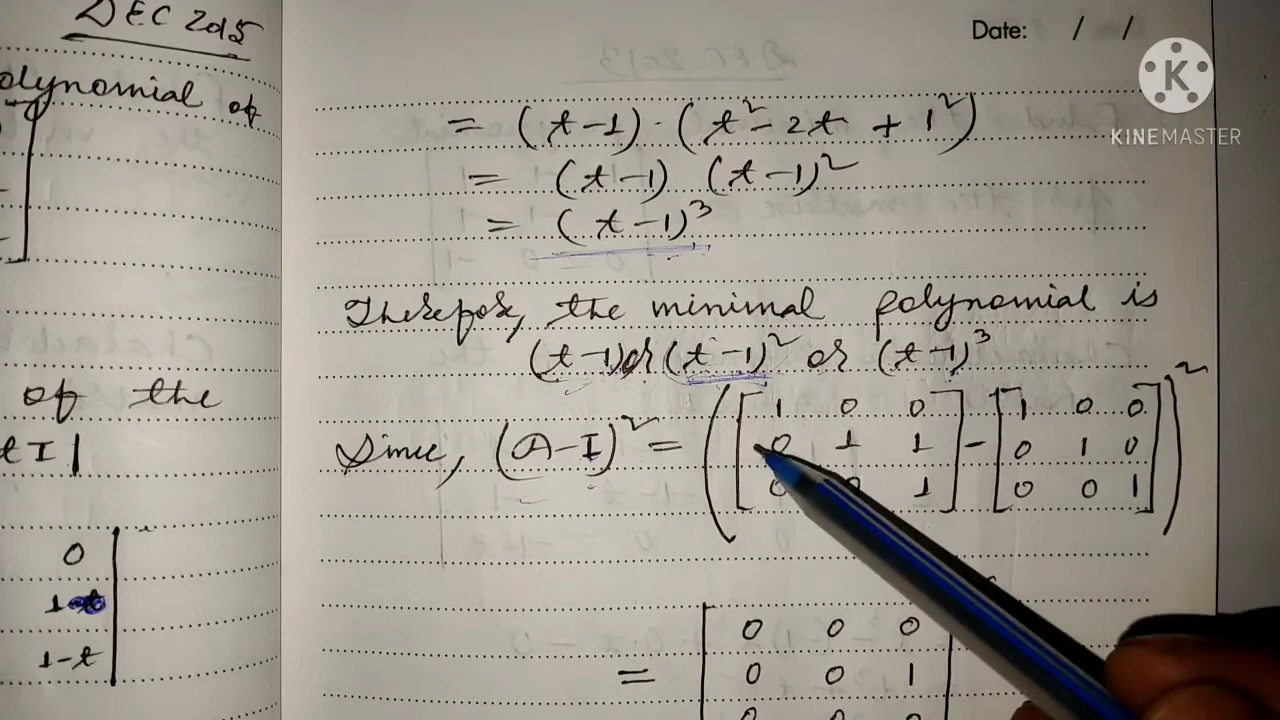 DEC 2015
olynomial of
of the
tI|
0
1-t
1-t
Date: / /
K
KINEMASTER
= (t-1) · (t² - 2t + 1²)
= (t-1) (t-1)²
= (t-1)³
Therefore, the minimal polynomial is
(t-1) or (t-1)² or (t-1)³
Since, (A-I)² = ([1 0 0] - [1 0 0])²
0 1 1 0 1 0
0 0 1 0 0 1
0 0 0
= 0 0 1